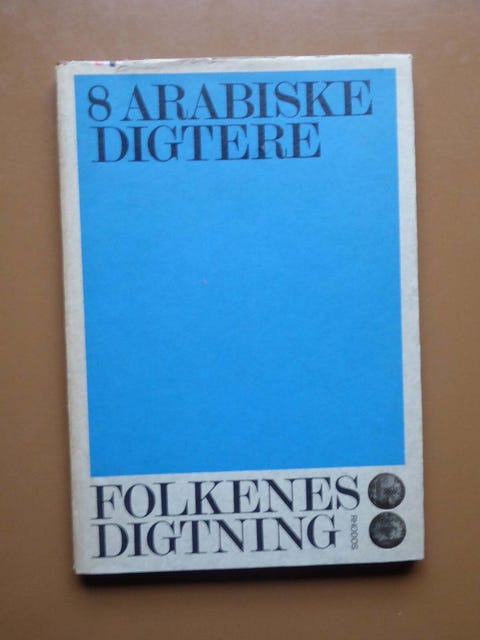 8 ARABISKE
DIGTERE
FOLKENES
DIGTNING
RHODOS